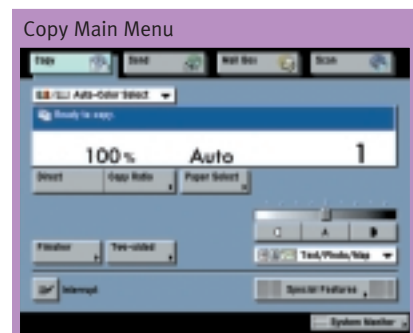 Copy Main Menu
Copy Send Mail Box Scan
Auto-Color Select
Ready to copy.
100 % Auto 1
Direct Copy Ratio Paper Select
C A
Finisher Two-sided Text/Photo/Map
Interrupt Special Features
System Monitor